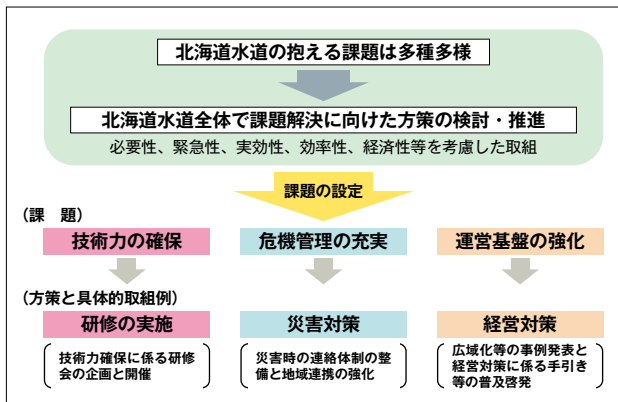 北海道水道の抱える課題は多種多様
北海道水道全体で課題解決に向けた方策の検討・推進
必要性、緊急性、実効性、効率性、経済性等を考慮した取組
課題の設定
（課　題）
技術力の確保
危機管理の充実
運営基盤の強化
（方策と具体的取組例）
研修の実施
災害対策
経営対策
技術力確保に係る研修
会の企画と開催
災害時の連絡体制の整
備と地域連携の強化
広域化等の事例発表と
経営対策に係る手引き
等の普及啓発